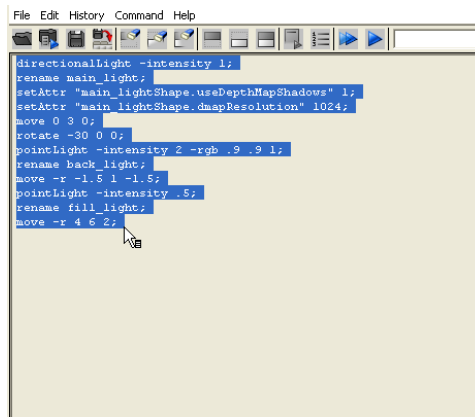 File Edit History Command Help
directionalLight -intensity 1;
rename main_light;
setAttr "main_lightShape.useDepthMapShadows" 1;
setAttr "main_lightShape.dmapResolution" 1024;
move 0 3 0;
rotate -30 0 0;
pointLight -intensity 2 -rgb .9 .9 1;
rename back_light;
move -r -1.5 1 -1.5;
pointLight -intensity .5;
rename fill_light;
move -r 4 6 2;